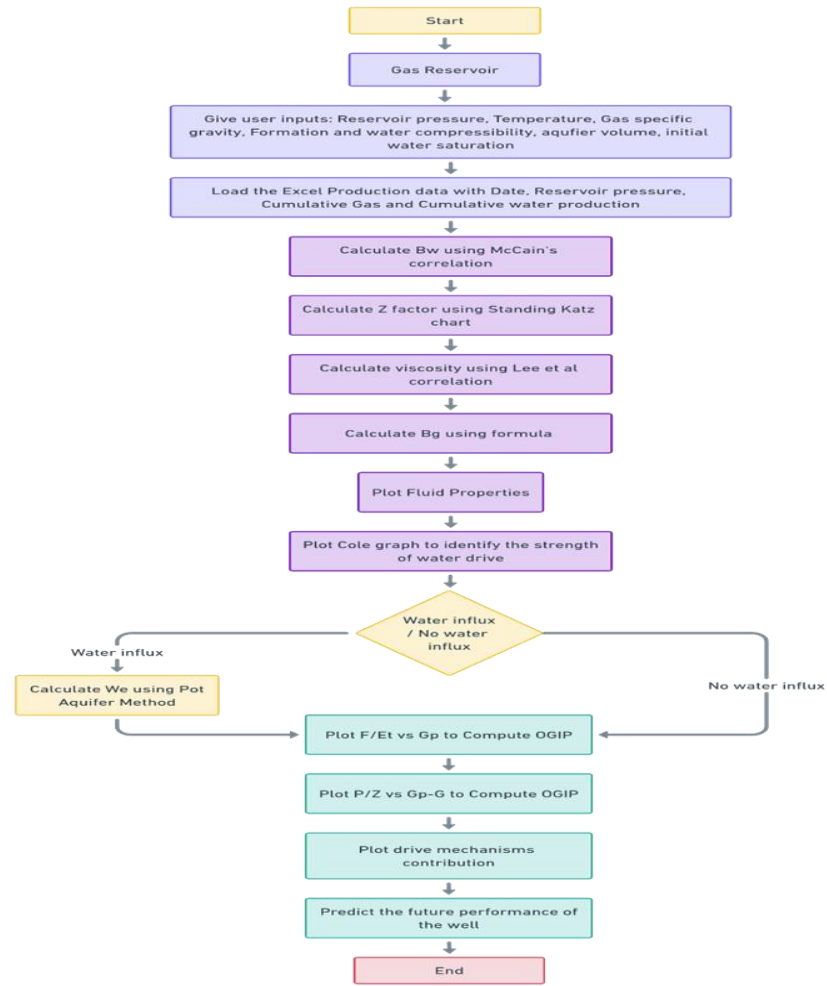 Start
Gas Reservoir
Give user inputs: Reservoir pressure, Temperature, Gas specific
gravity, Formation and water compressibility, aqufier volume, initial
water saturation
Load the Excel Production data with Date, Reservoir pressure,
Cumulative Gas and Cumulative water production
Calculate Bw using McCain's
correlation
Calculate Z factor using Standing Katz
chart
Calculate viscosity using Lee et al
correlation
Calculate Bg using formula
Plot Fluid Properties
Plot Cole graph to identify the strength
of water drive
Water influx
/ No water
influx
Water influx
No water influx
Calculate We using Pot
Aquifer Method
Plot F/Et vs Gp to Compute OGIP
Plot P/Z vs Gp-G to Compute OGIP
Plot drive mechanisms
contribution
Predict the future performance of
the well
End